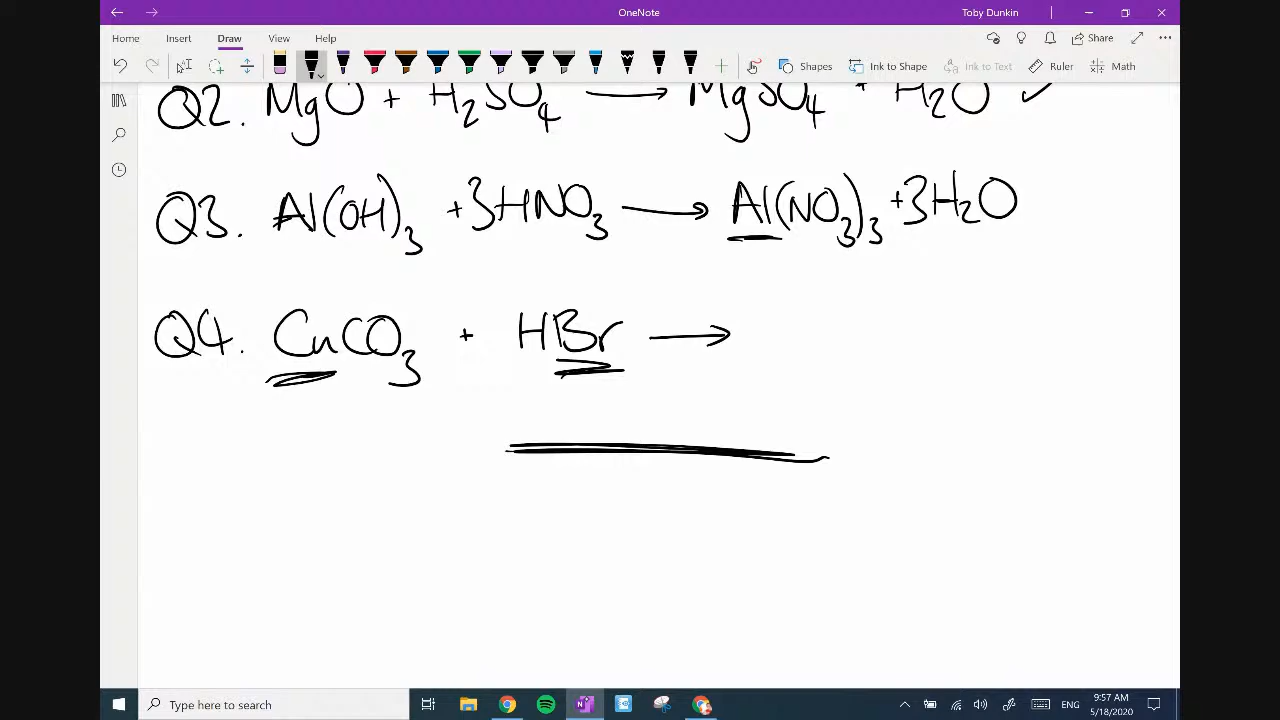 OneNote
Toby Dunkin
Home Insert Draw View Help
Share
Shapes Ink to Shape Ink to Text Ruler Math
Q2. MgO + H₂SO₄ → MgSO₄ + H₂O ✓
Q3. Al(OH)₃ +3HNO₃ → Al(NO₃)₃ +3H₂O
Q4. CuCO₃ + HBr →
Type here to search
ENG
9:57 AM
5/18/2020